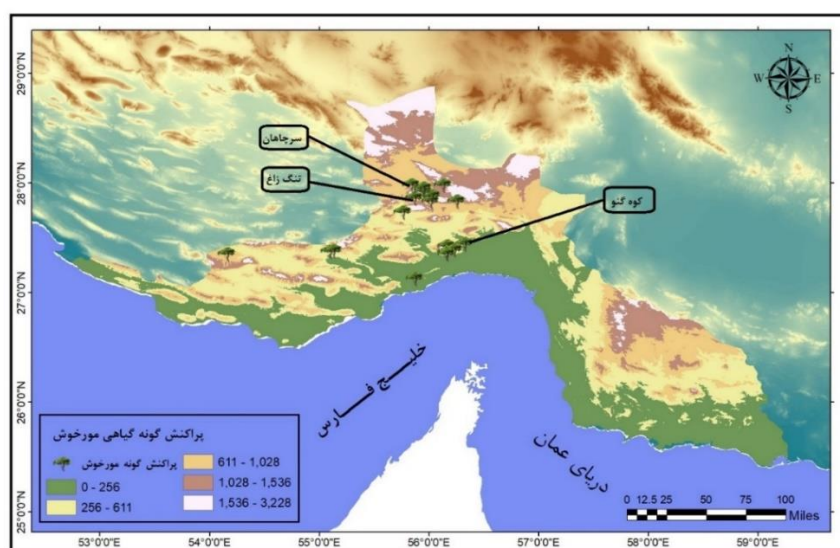 29°0'0"N
28°0'0"N
27°0'0"N
26°0'0"N
25°0'0"N
N
W E
S
سرچاهان
تنگ زاغ
کوه گنو
خلیج فارس
دریای عمان
پراکنش گونه گیاهی مورخوش
پراکنش گونه مورخوش
0 - 256
256 - 611
611 - 1,028
1,028 - 1,536
1,536 - 3,228
0 12.5 25 50 75 100
Miles
53°0'0"E 54°0'0"E 55°0'0"E 56°0'0"E 57°0'0"E 58°0'0"E 59°0'0"E